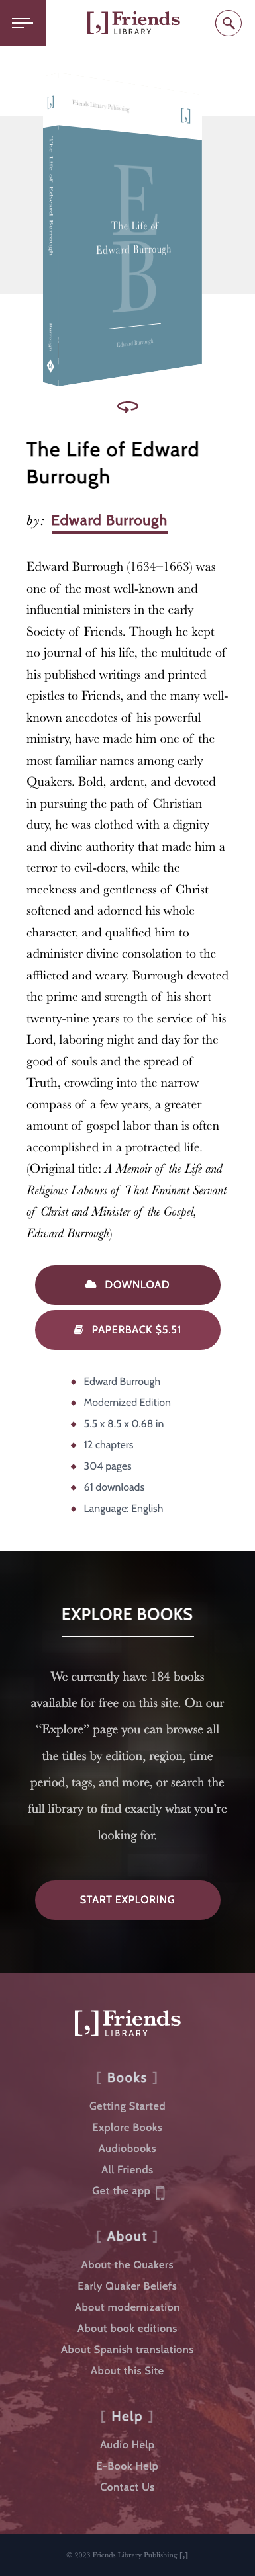 [,] Friends
LIBRARY
[,]
Friends Library Publishing
[,]
The Life of Edward Burrough
Burrough
E
B
The Life of
Edward Burrough
Edward Burrough
The Life of Edward
Burrough
by: Edward Burrough
Edward Burrough (1634–1663) was
one of the most well-known and
influential ministers in the early
Society of Friends. Though he kept
no journal of his life, the multitude of
his published writings and printed
epistles to Friends, and the many well-
known anecdotes of his powerful
ministry, have made him one of the
most familiar names among early
Quakers. Bold, ardent, and devoted
in pursuing the path of Christian
duty, he was clothed with a dignity
and divine authority that made him a
terror to evil-doers, while the
meekness and gentleness of Christ
softened and adorned his whole
character, and qualified him to
administer divine consolation to the
afflicted and weary. Burrough devoted
the prime and strength of his short
twenty-nine years to the service of his
Lord, laboring night and day for the
good of souls and the spread of
Truth, crowding into the narrow
compass of a few years, a greater
amount of gospel labor than is often
accomplished in a protracted life.
(Original title: A Memoir of the Life and
Religious Labours of That Eminent Servant
of Christ and Minister of the Gospel,
Edward Burrough)
DOWNLOAD
PAPERBACK $5.51
Edward Burrough
Modernized Edition
5.5 x 8.5 x 0.68 in
12 chapters
304 pages
61 downloads
Language: English
EXPLORE BOOKS
We currently have 184 books
available for free on this site. On our
“Explore” page you can browse all
the titles by edition, region, time
period, tags, and more, or search the
full library to find exactly what you’re
looking for.
START EXPLORING
[,] Friends
LIBRARY
[ Books ]
Getting Started
Explore Books
Audiobooks
All Friends
Get the app
[ About ]
About the Quakers
Early Quaker Beliefs
About modernization
About book editions
About Spanish translations
About this Site
[ Help ]
Audio Help
E-Book Help
Contact Us
© 2023 Friends Library Publishing [,]